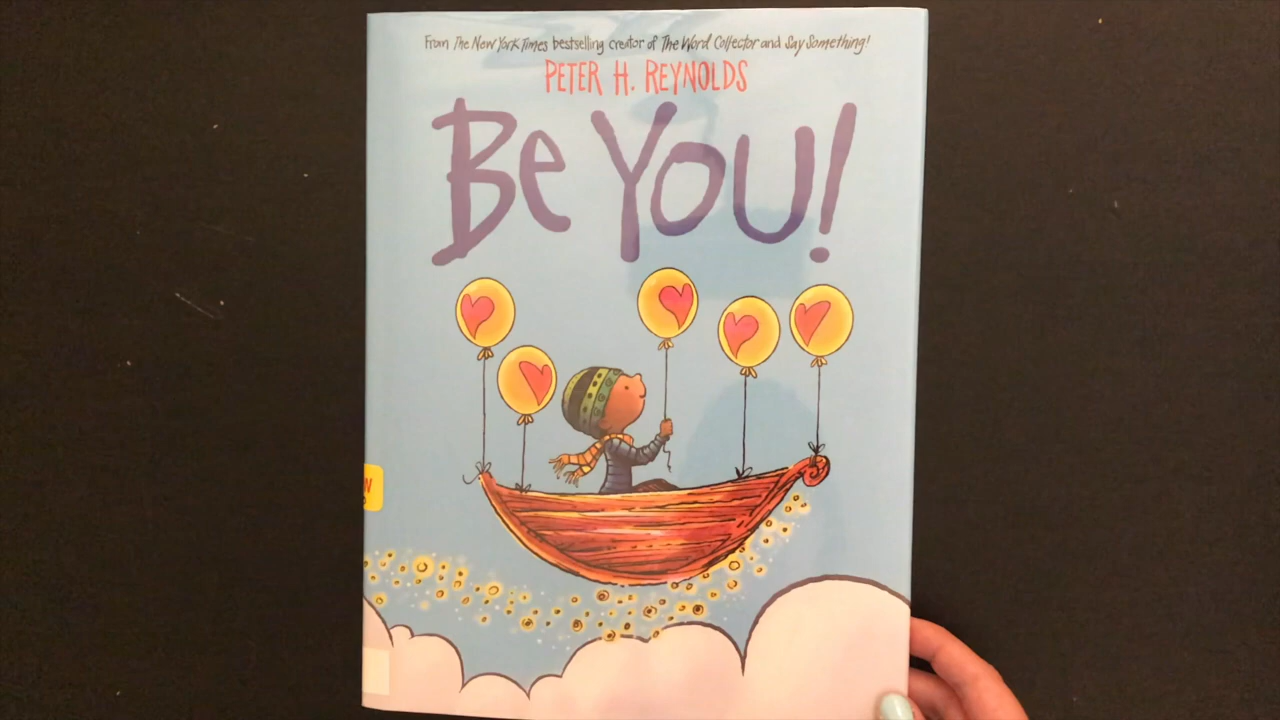 From The New York Times bestselling creator of The Word Collector and Say Something!
PETER H. REYNOLDS
BE YOU!